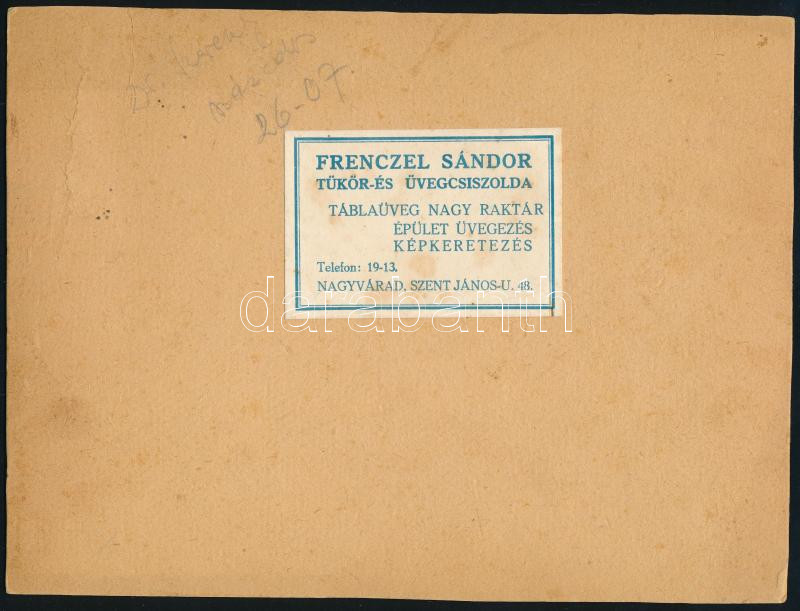 Dr.
26-07
FRENCZEL SÁNDOR
TÜKÖR-ÉS ÜVEGCSISZOLDA
TÁBLAÜVEG NAGY RAKTÁR
ÉPÜLET ÜVEGEZÉS
KÉPKERETEZÉS
Telefon: 19-13.
NAGYVÁRAD, SZENT JÁNOS-U. 48.
darabanth